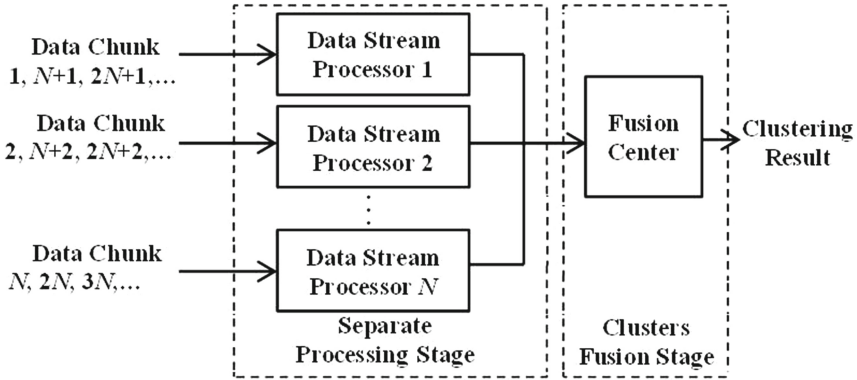 Data Chunk
1, N+1, 2N+1,...
Data Stream
Processor 1
Data Chunk
2, N+2, 2N+2,...
Data Stream
Processor 2
Fusion
Center
Clustering
Result
Data Chunk
N, 2N, 3N,...
Data Stream
Processor N
Separate
Processing Stage
Clusters
Fusion Stage